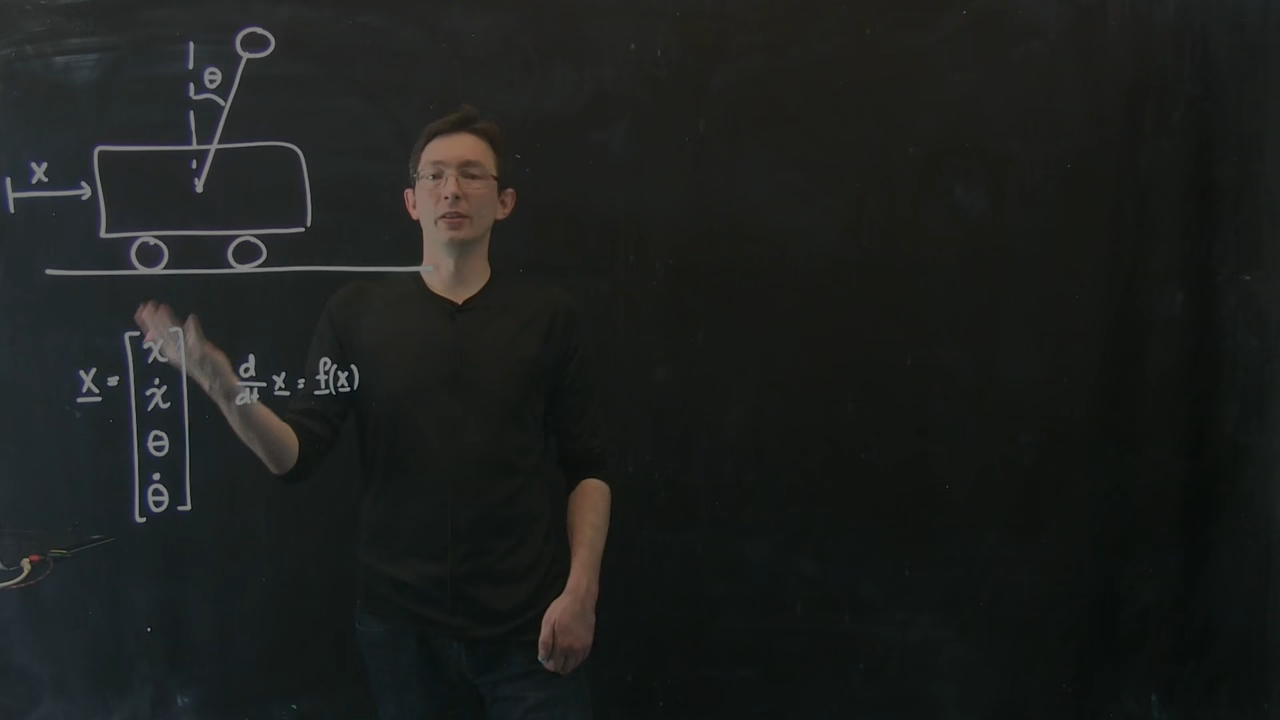 θ
x
x = [x ẋ θ θ̇]
d/dt x = f(x)